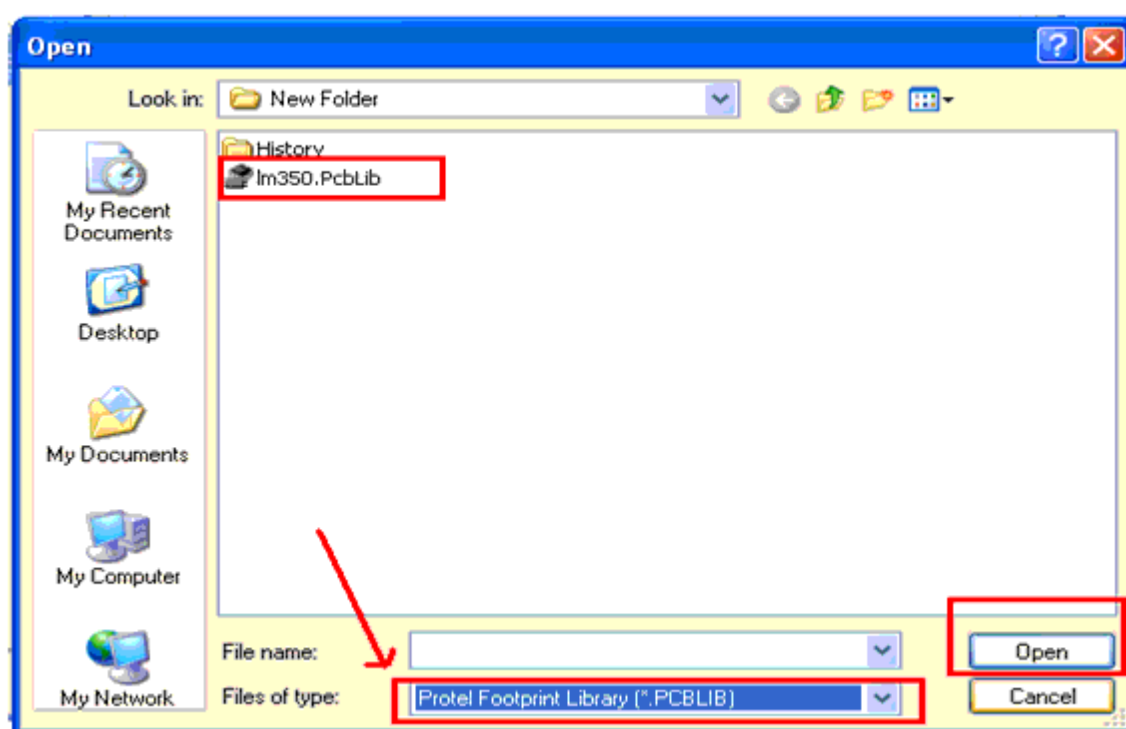 Open
Look in: New Folder
History
lm350.PcbLib
My Recent
Documents
Desktop
My Documents
My Computer
My Network
File name:
Open
Files of type: Protel Footprint Library (*.PCBLIB)
Cancel